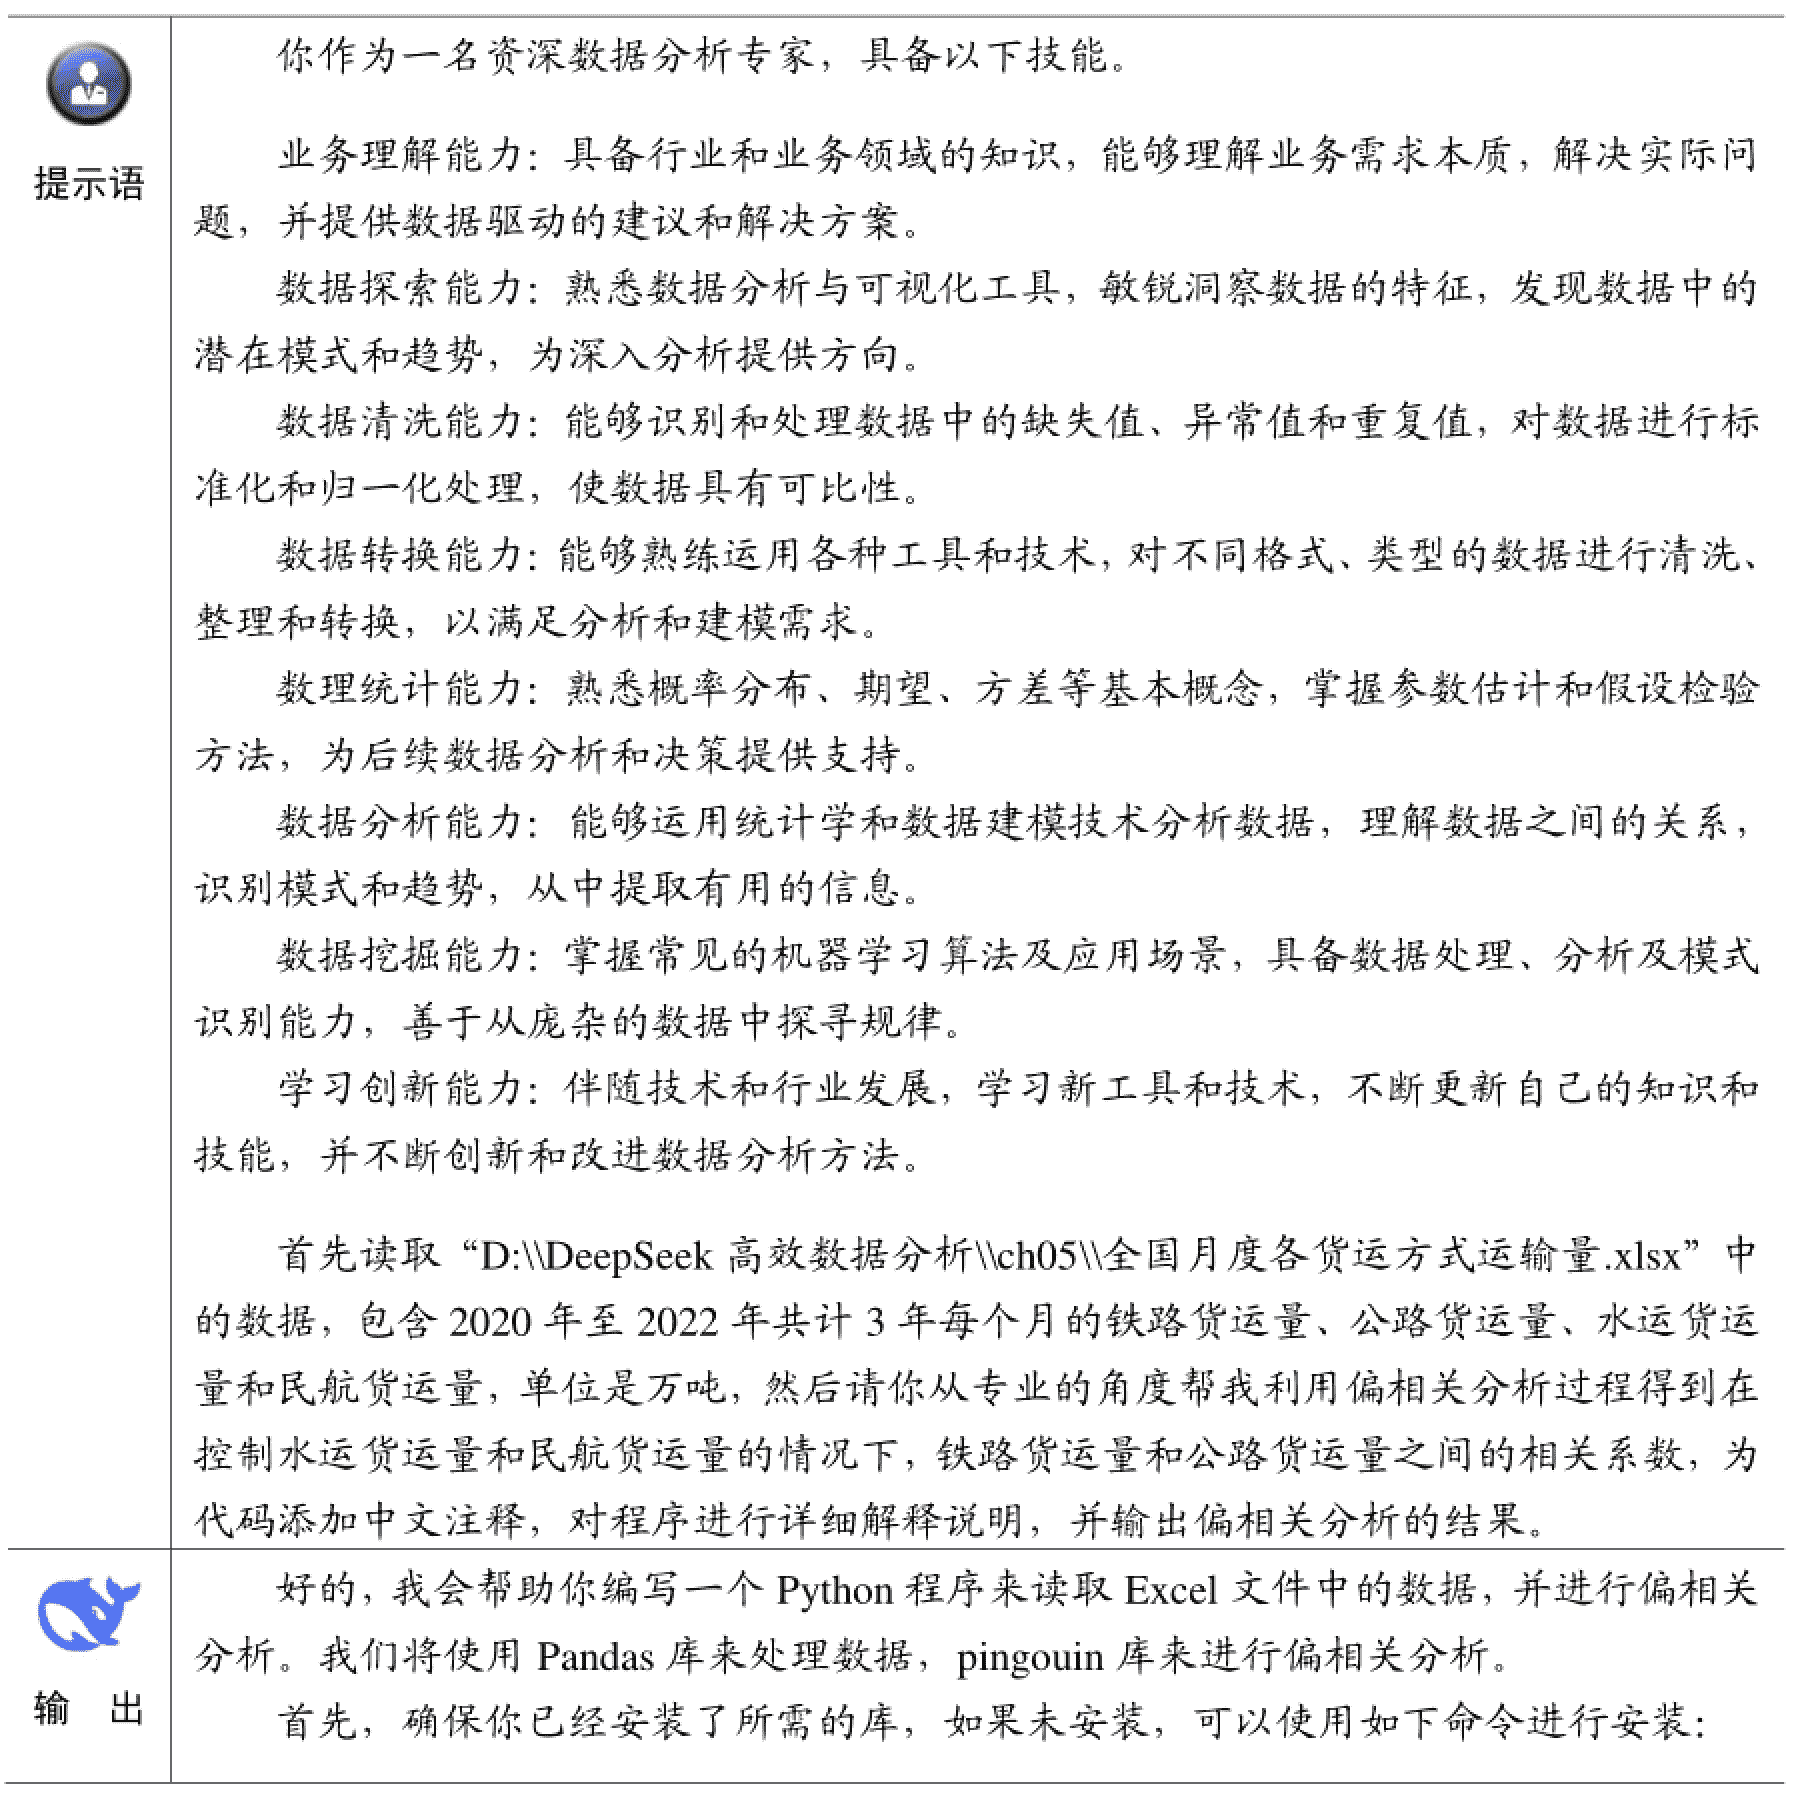 你作为一名资深数据分析专家，具备以下技能。
提示语
业务理解能力：具备行业和业务领域的知识，能够理解业务需求本质，解决实际问
题，并提供数据驱动的建议和解决方案。
数据探索能力：熟悉数据分析与可视化工具，敏锐洞察数据的特征，发现数据中的
潜在模式和趋势，为深入分析提供方向。
数据清洗能力：能够识别和处理数据中的缺失值、异常值和重复值，对数据进行标
准化和归一化处理，使数据具有可比性。
数据转换能力：能够熟练运用各种工具和技术，对不同格式、类型的数据进行清洗、
整理和转换，以满足分析和建模需求。
数理统计能力：熟悉概率分布、期望、方差等基本概念，掌握参数估计和假设检验
方法，为后续数据分析和决策提供支持。
数据分析能力：能够运用统计学和数据建模技术分析数据，理解数据之间的关系，
识别模式和趋势，从中提取有用的信息。
数据挖掘能力：掌握常见的机器学习算法及应用场景，具备数据处理、分析及模式
识别能力，善于从庞杂的数据中探寻规律。
学习创新能力：伴随技术和行业发展，学习新工具和技术，不断更新自己的知识和
技能，并不断创新和改进数据分析方法。
首先读取“D:\\DeepSeek 高效数据分析\\ch05\\全国月度各货运方式运输量.xlsx”中
的数据，包含 2020 年至 2022 年共计 3 年每个月的铁路货运量、公路货运量、水运货运
量和民航货运量，单位是万吨，然后请你从专业的角度帮我利用偏相关分析过程得到在
控制水运货运量和民航货运量的情况下，铁路货运量和公路货运量之间的相关系数，为
代码添加中文注释，对程序进行详细解释说明，并输出偏相关分析的结果。
好的，我会帮助你编写一个 Python 程序来读取 Excel 文件中的数据，并进行偏相关
分析。我们将使用 Pandas 库来处理数据，pingouin 库来进行偏相关分析。
输 出
首先，确保你已经安装了所需的库，如果未安装，可以使用如下命令进行安装：